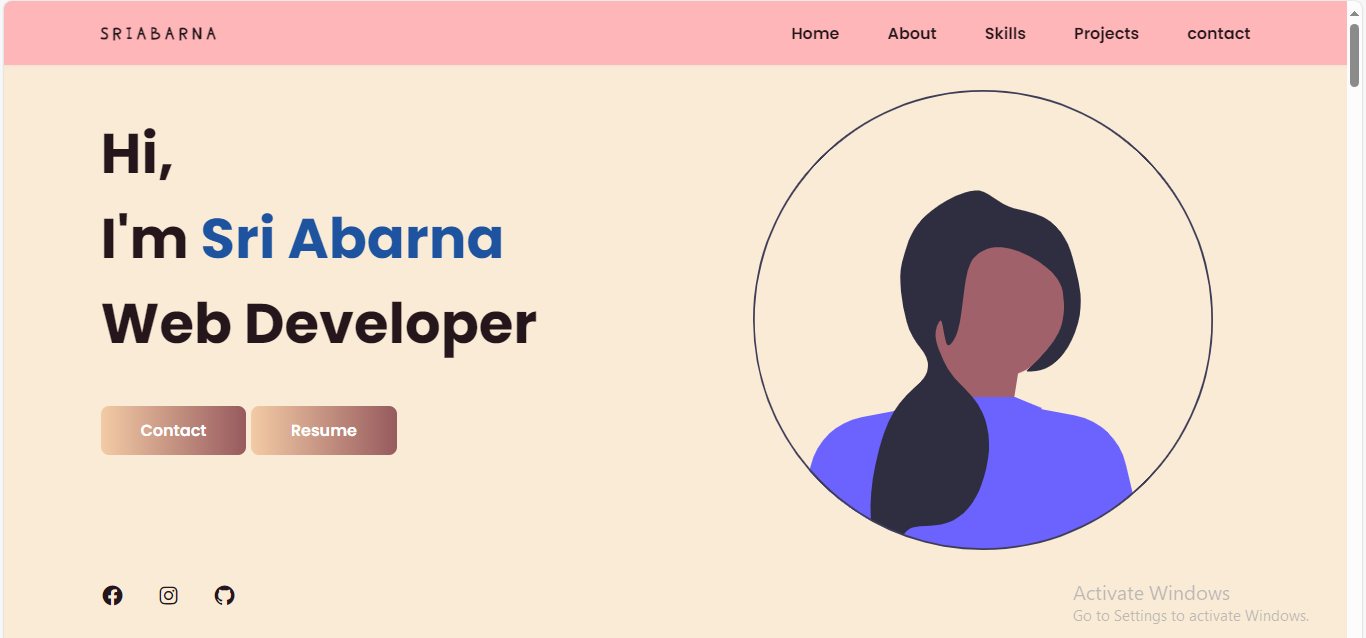 SRIABARNA
Home About Skills Projects contact
Hi,
I'm Sri Abarna
Web Developer
Contact Resume
Activate Windows
Go to Settings to activate Windows.